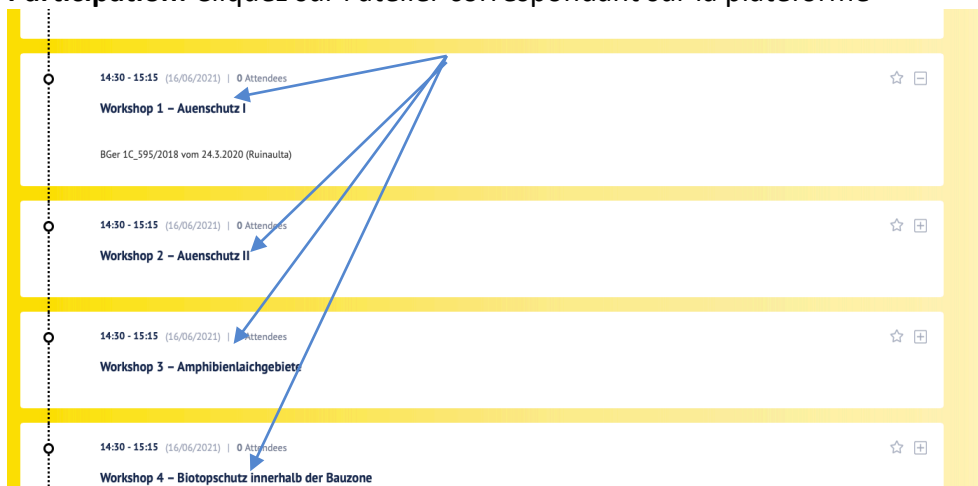 Participation: Cliquez sur l'atelier correspondant sur la plateforme
14:30 - 15:15 (16/06/2021) | 0 Attendees
Workshop 1 – Auenschutz I
BGer 1C_595/2018 vom 24.3.2020 (Ruinaulta)
14:30 - 15:15 (16/06/2021) | 0 Attendees
Workshop 2 – Auenschutz II
14:30 - 15:15 (16/06/2021) | Attendees
Workshop 3 – Amphibienlaichgebiete
14:30 - 15:15 (16/06/2021) | 0 Attendees
Workshop 4 – Biotopschutz innerhalb der Bauzone